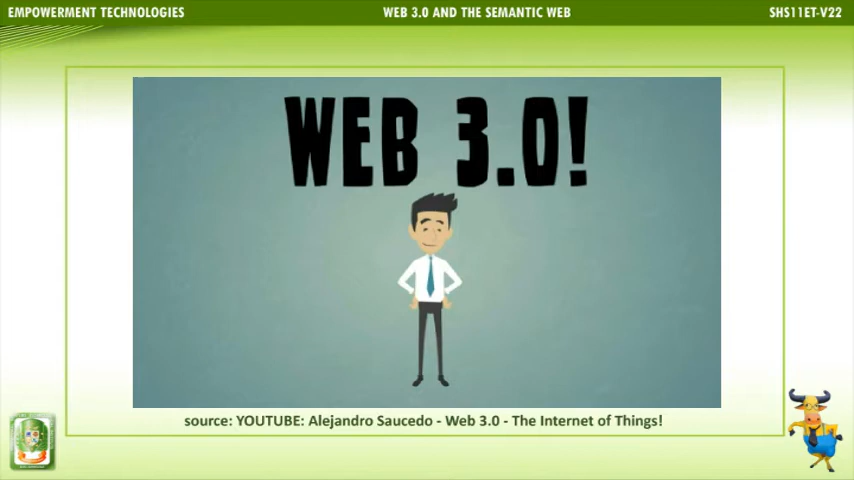 EMPOWERMENT TECHNOLOGIES
WEB 3.0 AND THE SEMANTIC WEB
SHS11ET-V22
WEB 3.0!
source: YOUTUBE: Alejandro Saucedo - Web 3.0 - The Internet of Things!